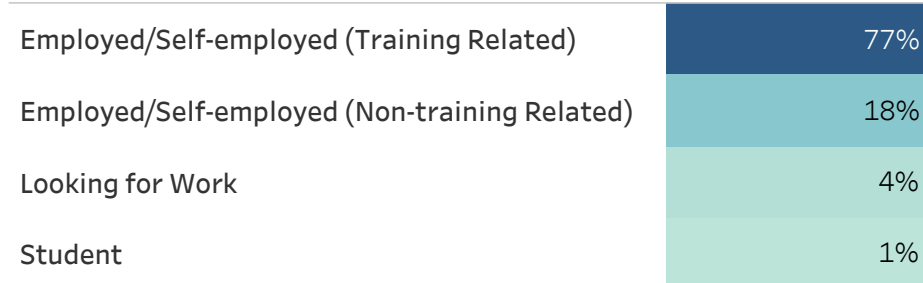 Employed/Self-employed (Training Related) 77%
Employed/Self-employed (Non-training Related) 18%
Looking for Work 4%
Student 1%